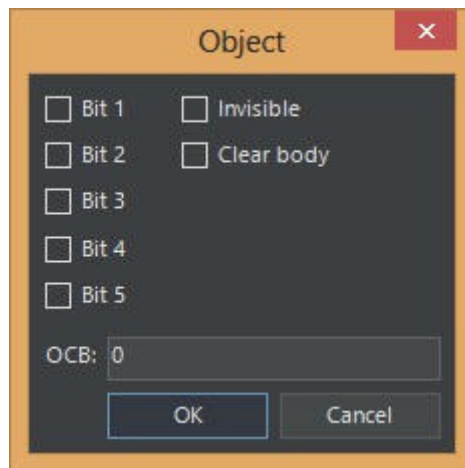 Object
Bit 1 Invisible
Bit 2 Clear body
Bit 3
Bit 4
Bit 5
OCB: 0
OK Cancel